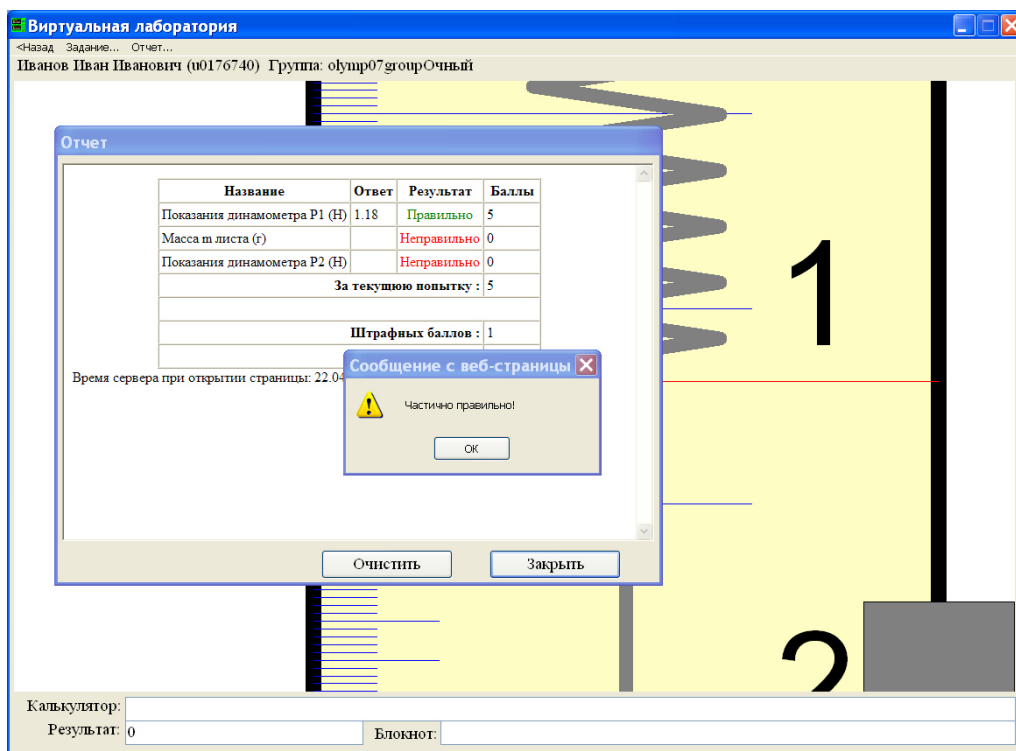 Виртуальная лаборатория
<Назад Задание... Отчет...
Иванов Иван Иванович (u0176740) Группа: olymp07groupОчный
Отчет
Название Ответ Результат Баллы
Показания динамометра P1 (Н) 1.18 Правильно 5
Масса m листа (г) Неправильно 0
Показания динамометра P2 (Н) Неправильно 0
За текущюю попытку : 5
Штрафных баллов : 1
Время сервера при открытии страницы: 22.04
Сообщение с веб-страницы
Частично правильно!
OK
Очистить Закрыть
1
2
Калькулятор:
Результат: 0 Блокнот: